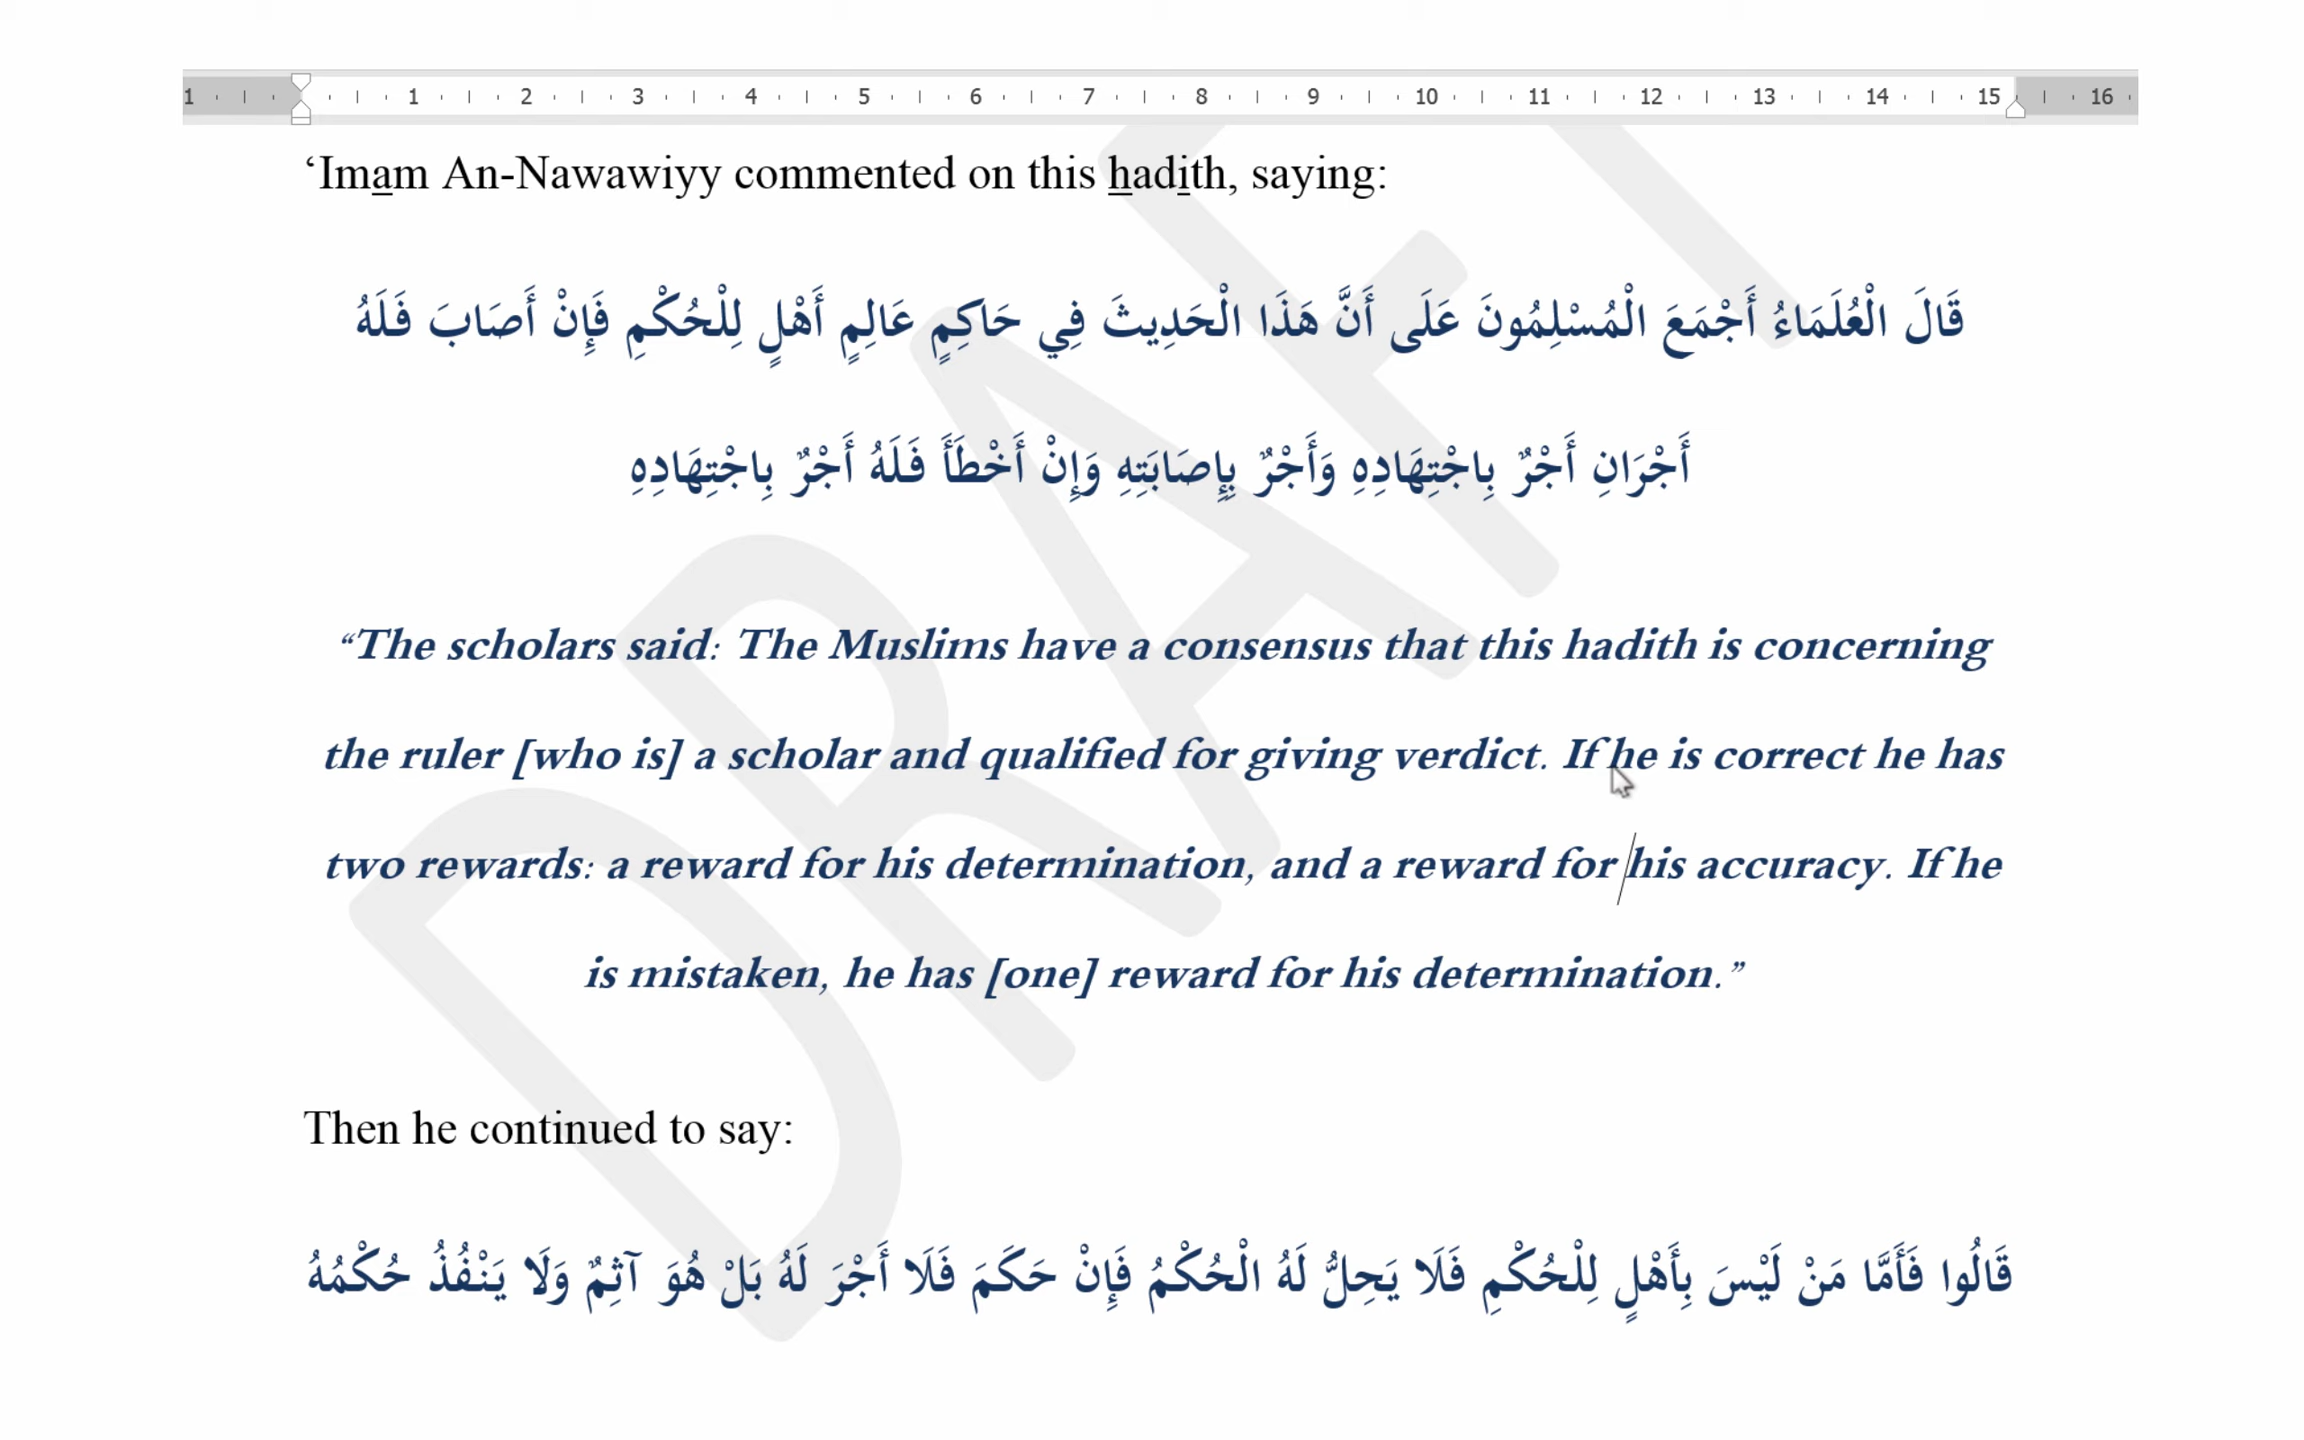 1 1 2 3 4 5 6 7 8 9 10 11 12 13 14 15 16
‘Imam An-Nawawiyy commented on this hadith, saying:
قَالَ الْعُلَمَاءُ أَجْمَعَ الْمُسْلِمُونَ عَلَى أَنَّ هَذَا الْحَدِيثَ فِي حَاكِمٍ عَالِمٍ أَهْلٍ لِلْحُكْمِ فَإِنْ أَصَابَ فَلَهُ
أَجْرَانِ أَجْرٌ بِاجْتِهَادِهِ وَأَجْرٌ بِإِصَابَتِهِ وَإِنْ أَخْطَأَ فَلَهُ أَجْرٌ بِاجْتِهَادِهِ
“The scholars said: The Muslims have a consensus that this hadith is concerning
the ruler [who is] a scholar and qualified for giving verdict. If he is correct he has
two rewards: a reward for his determination, and a reward for his accuracy. If he
is mistaken, he has [one] reward for his determination.”
Then he continued to say:
قَالُوا فَأَمَّا مَنْ لَيْسَ بِأَهْلٍ لِلْحُكْمِ فَلَا يَحِلُّ لَهُ الْحُكْمُ فَإِنْ حَكَمَ فَلَا أَجْرَ لَهُ بَلْ هُوَ آثِمٌ وَلَا يَنْفُذُ حُكْمُهُ
DRAFT